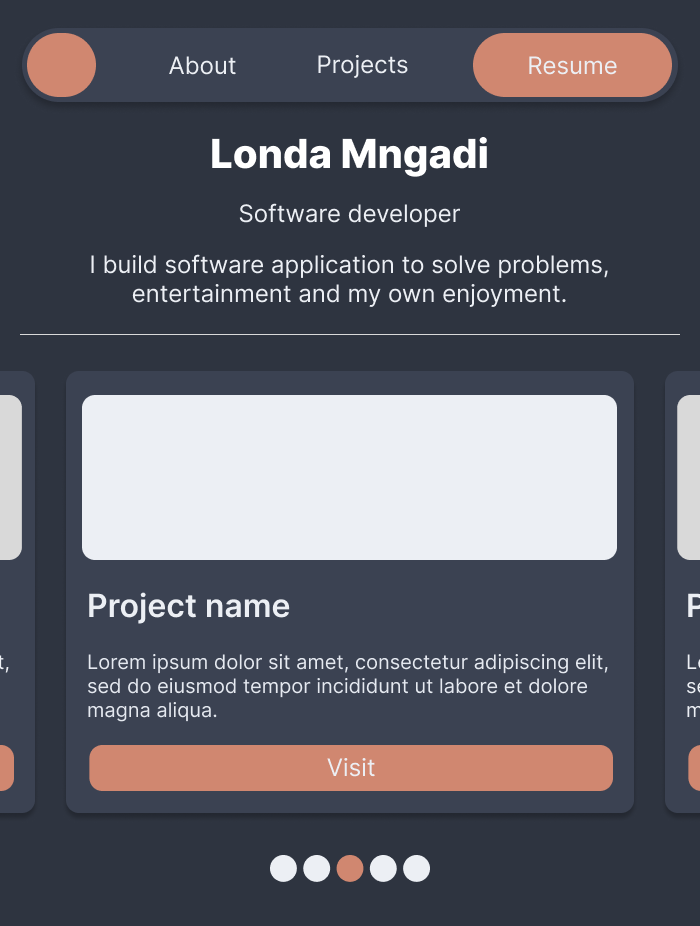 About
Projects
Resume
Londa Mngadi
Software developer
I build software application to solve problems,
entertainment and my own enjoyment.
Project name
Lorem ipsum dolor sit amet, consectetur adipiscing elit,
sed do eiusmod tempor incididunt ut labore et dolore
magna aliqua.
Visit